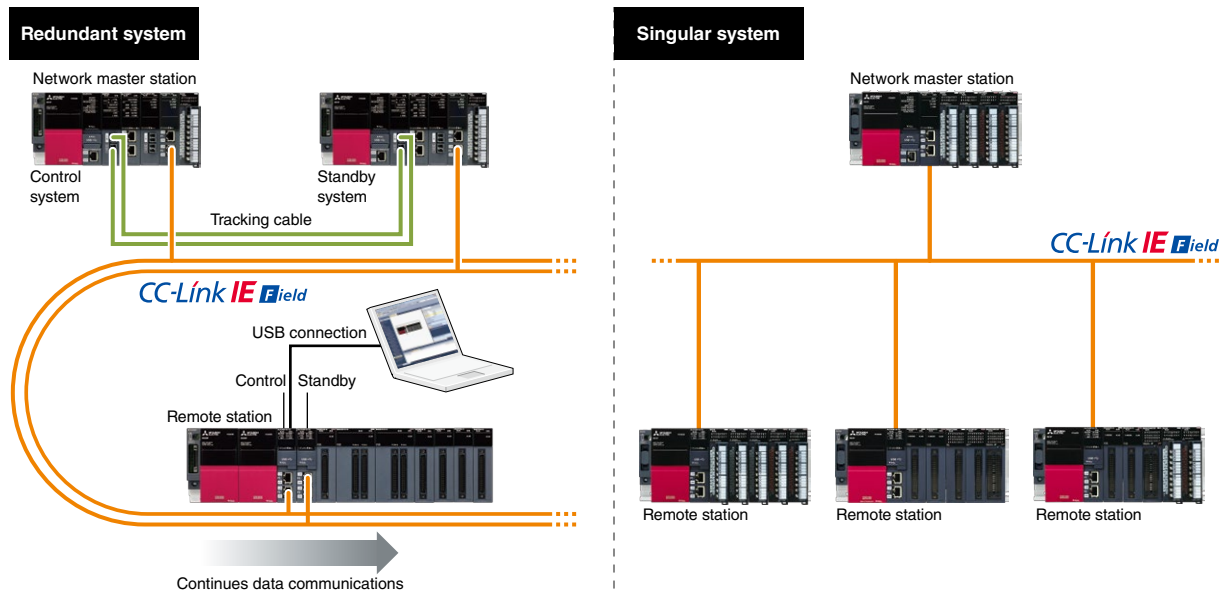 Redundant system
Network master station
Control
system
Standby
system
Tracking cable
CC-Link IE Field
USB connection
Control
Standby
Remote station
Continues data communications
Singular system
Network master station
CC-Link IE Field
Remote station
Remote station
Remote station